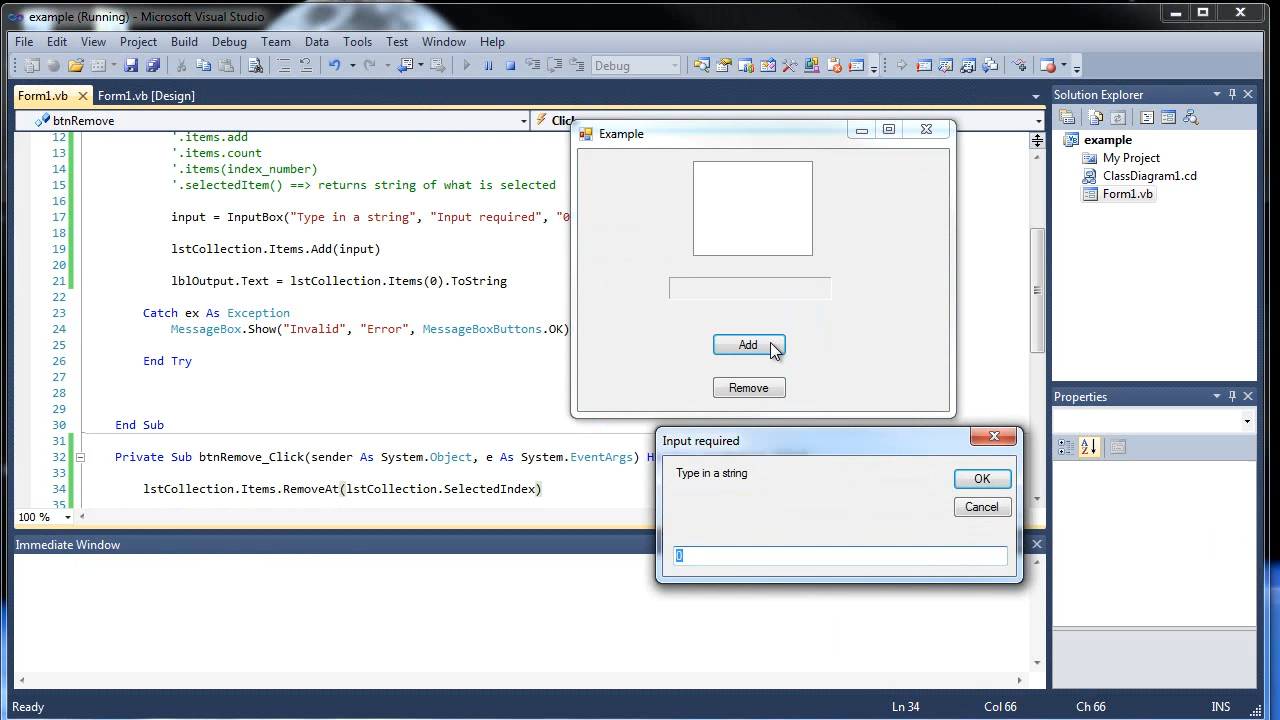 example (Running) - Microsoft Visual Studio
File Edit View Project Build Debug Team Data Tools Test Window Help
Debug
Form1.vb Form1.vb [Design]
btnRemove Click
12 '.items.add
13 '.items.count
14 '.items(index_number)
15 '.selectedItem() ==> returns string of what is selected
16
17 input = InputBox("Type in a string", "Input required", "0
18
19 lstCollection.Items.Add(input)
20
21 lblOutput.Text = lstCollection.Items(0).ToString
22
23 Catch ex As Exception
24 MessageBox.Show("Invalid", "Error", MessageBoxButtons.OK)
25
26 End Try
27
28
29
30 End Sub
31
32 Private Sub btnRemove_Click(sender As System.Object, e As System.EventArgs) H
33
34 lstCollection.Items.RemoveAt(lstCollection.SelectedIndex)
35
100 %
Example
Add
Remove
Input required
Type in a string
OK
Cancel
0
Solution Explorer
example
My Project
ClassDiagram1.cd
Form1.vb
Properties
Immediate Window
Ready Ln 34 Col 66 Ch 66 INS